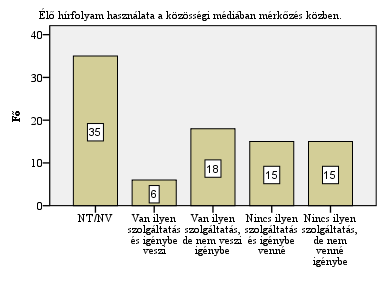 Élő hírfolyam használata a közösségi médiában mérkőzés közben.
Fő
40
30
20
10
0
35
6
18
15
15
NT/NV
Van ilyen
szolgáltatás
és igénybe
veszi
Van ilyen
szolgáltatás,
de nem veszi
igénybe
Nincs ilyen
szolgáltatás
és igénybe
venné
Nincs ilyen
szolgáltatás,
de nem
venné
igénybe